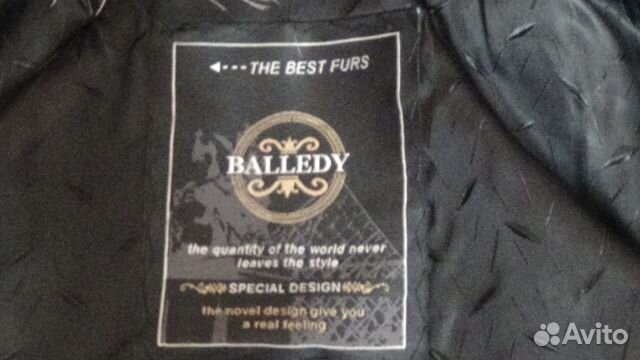 THE BEST FURS
BALLEDY
the quantity of the world never
leaves the style
SPECIAL DESIGN
the novel design give you
a real feeling
Avito